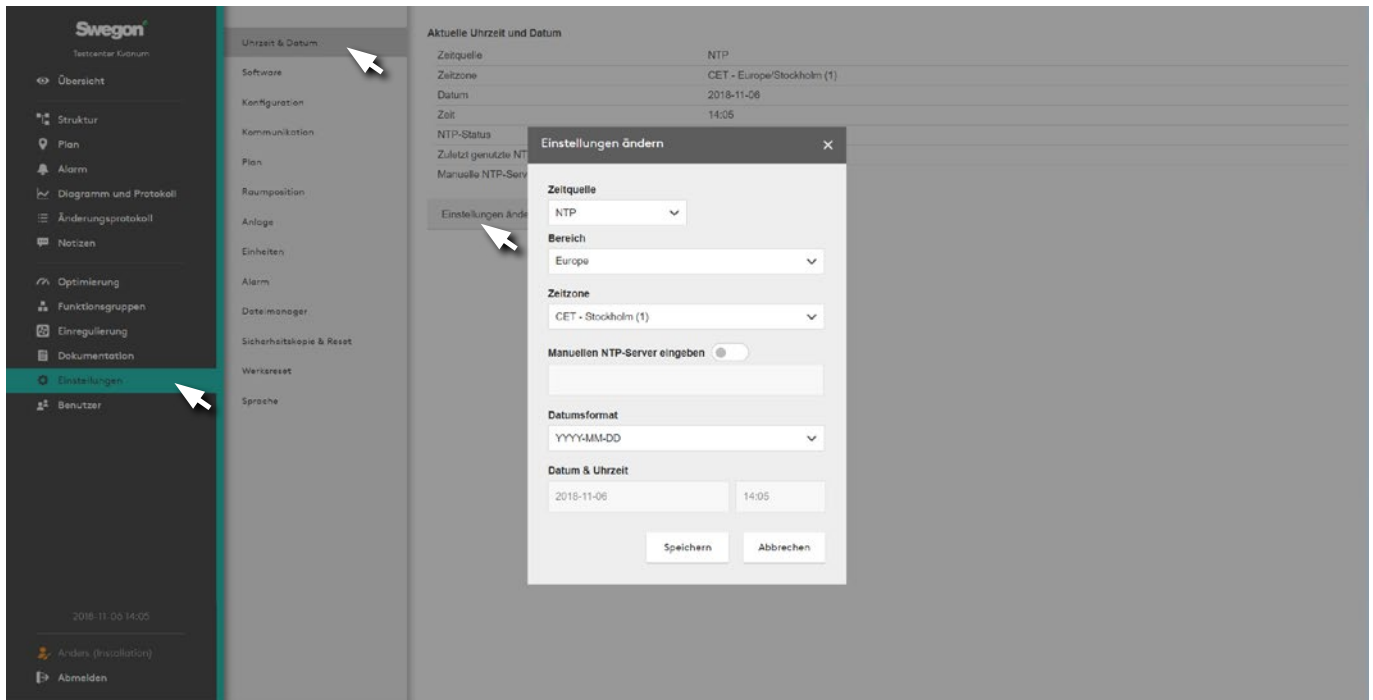 Swegon
Testcenter Kvänum
Übersicht
Struktur
Plan
Alarm
Diagramm und Protokoll
Änderungsprotokoll
Notizen
Optimierung
Funktionsgruppen
Einregulierung
Dokumentation
Einstellungen
Benutzer
2018-11-06 14:05
Anders (Installation)
Abmelden
Uhrzeit & Datum
Software
Konfiguration
Kommunikation
Plan
Raumposition
Anlage
Einheiten
Alarm
Dateimanager
Sicherheitskopie & Reset
Werksreset
Sprache
Aktuelle Uhrzeit und Datum
Zeitquelle NTP
Zeitzone CET - Europe/Stockholm (1)
Datum 2018-11-06
Zeit 14:05
NTP-Status
Zuletzt genutzte NT
Manuelle NTP-Serv
Einstellungen ände
Einstellungen ändern
Zeitquelle
NTP
Bereich
Europe
Zeitzone
CET - Stockholm (1)
Manuellen NTP-Server eingeben
Datumsformat
YYYY-MM-DD
Datum & Uhrzeit
2018-11-06 14:05
Speichern Abbrechen